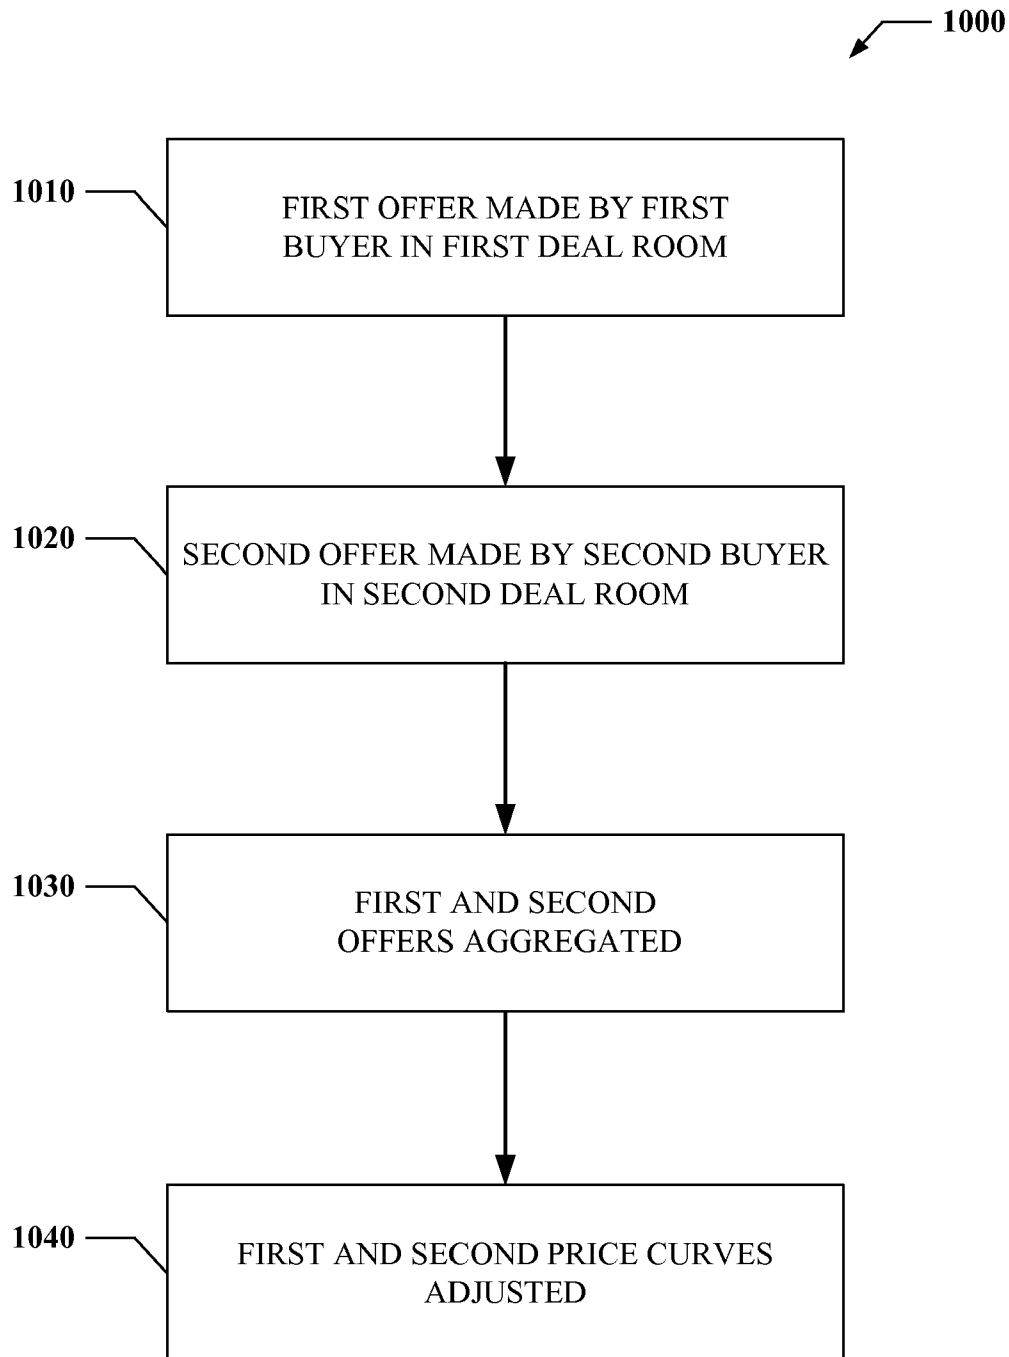 1000
1010
FIRST OFFER MADE BY FIRST
BUYER IN FIRST DEAL ROOM
1020
SECOND OFFER MADE BY SECOND BUYER
IN SECOND DEAL ROOM
1030
FIRST AND SECOND
OFFERS AGGREGATED
1040
FIRST AND SECOND PRICE CURVES
ADJUSTED